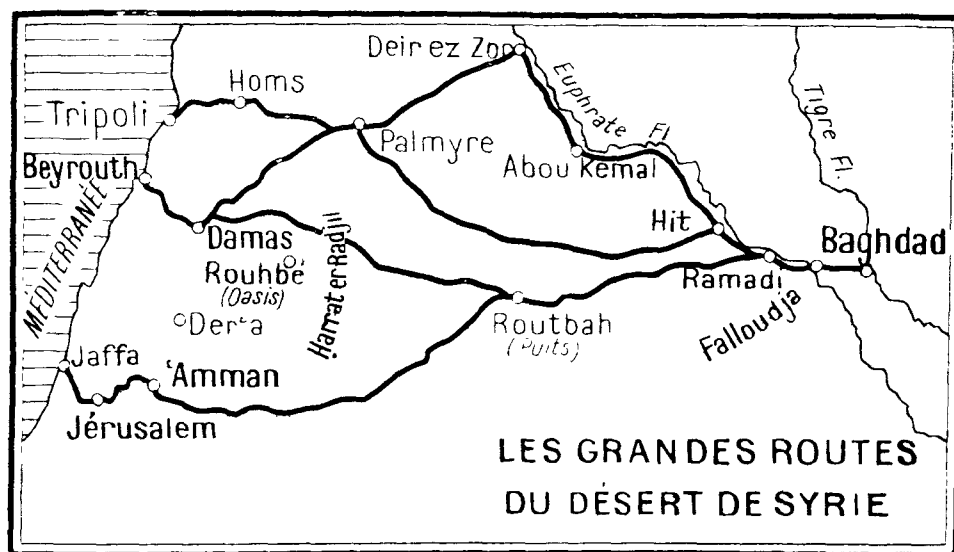 Deir ez Zor
Homs
Euphrate Fl
Tigre Fl.
Tripoli
Palmyre
Abou Kemal
Beyrouth
MÉDITERRANÉE
Damas
Hit
Baghdad
Rouhbé
(Oasis)
Harrat er Radjil
Ramadi
Falloudja
Der'a
Routbah
(Puits)
Jaffa
'Amman
Jérusalem
LES GRANDES ROUTES
DU DÉSERT DE SYRIE